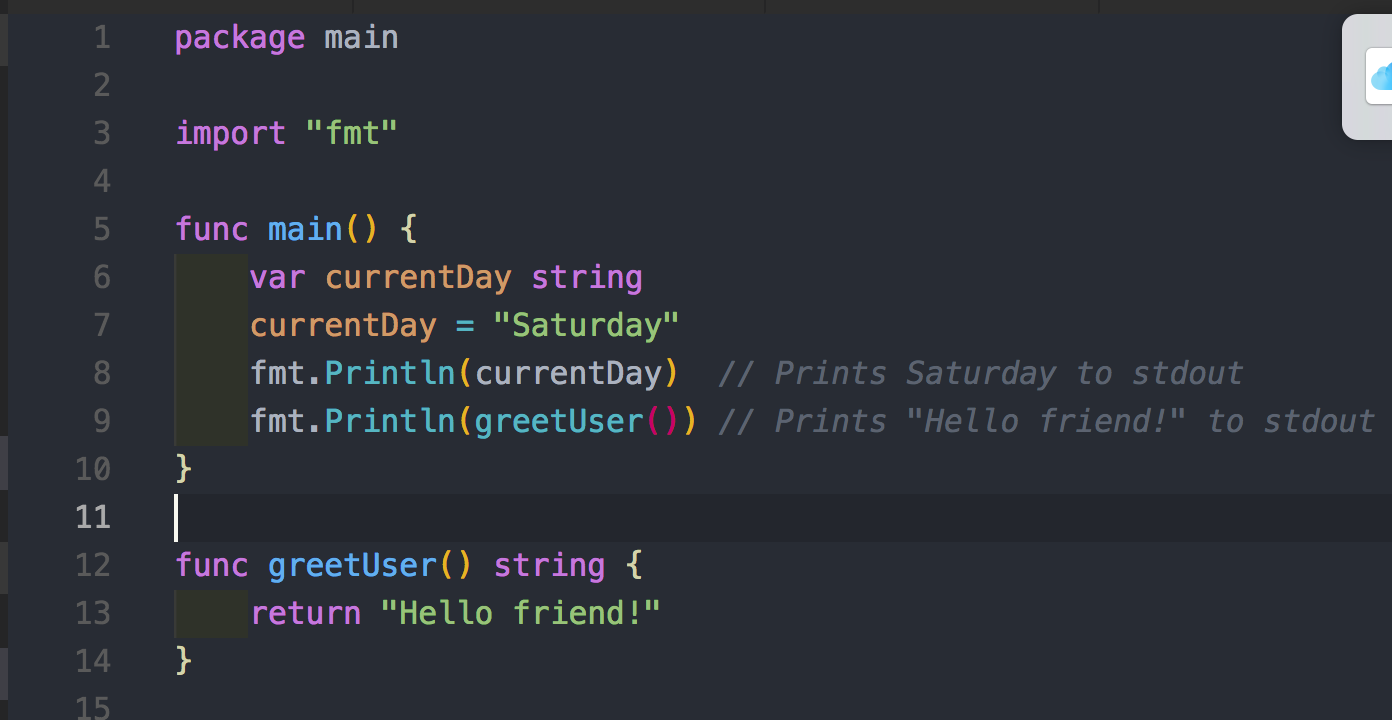 1 package main
2
3 import "fmt"
4
5 func main() {
6 var currentDay string
7 currentDay = "Saturday"
8 fmt.Println(currentDay)  // Prints Saturday to stdout
9 fmt.Println(greetUser()) // Prints "Hello friend!" to stdout
10 }
11
12 func greetUser() string {
13 return "Hello friend!"
14 }
15